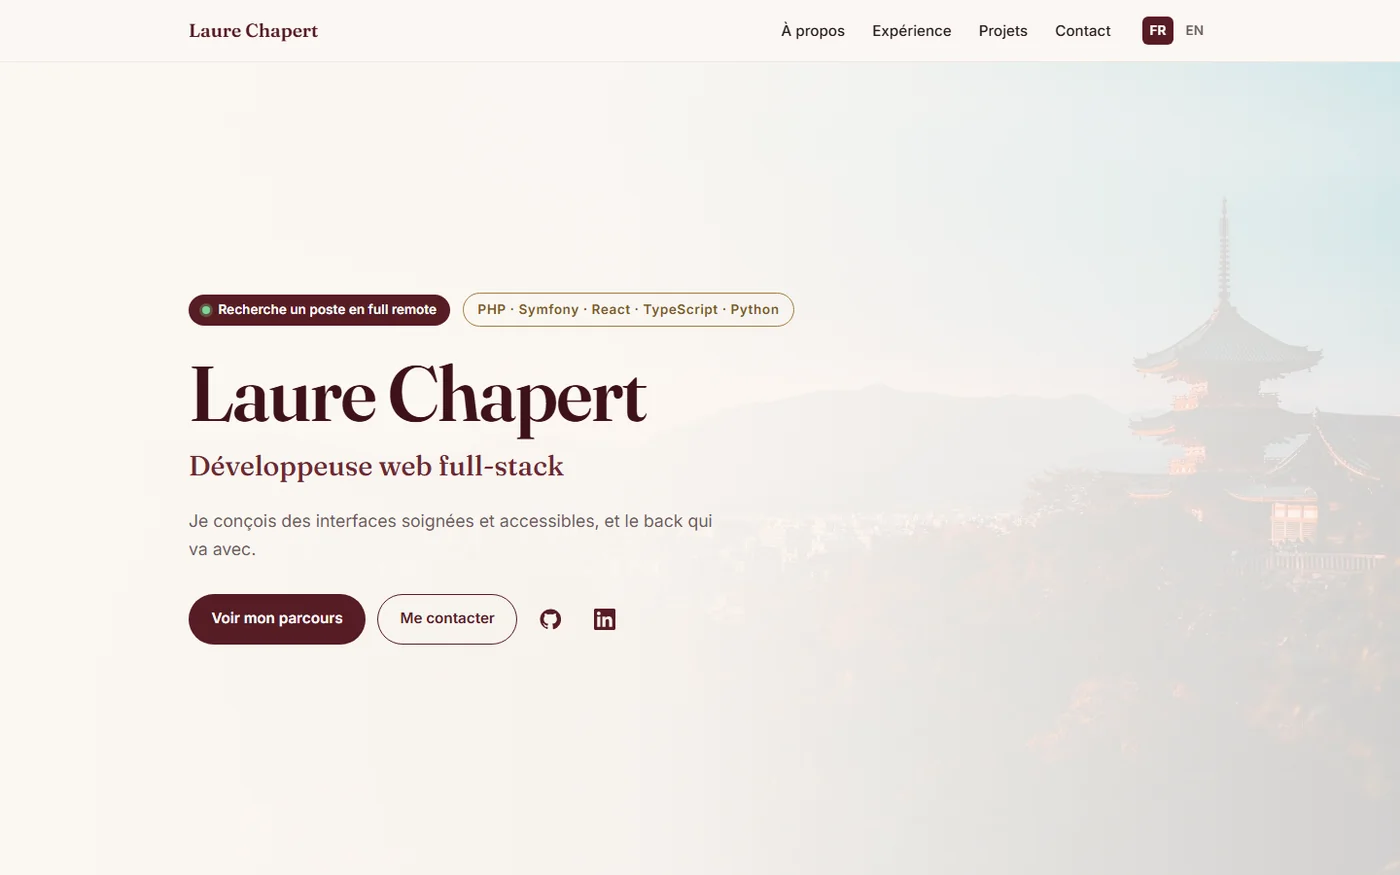 Laure Chapert
À propos
Expérience
Projets
Contact
FR
EN
Recherche un poste en full remote
PHP · Symfony · React · TypeScript · Python
Laure Chapert
Développeuse web full-stack
Je conçois des interfaces soignées et accessibles, et le back qui
va avec.
Voir mon parcours
Me contacter
in